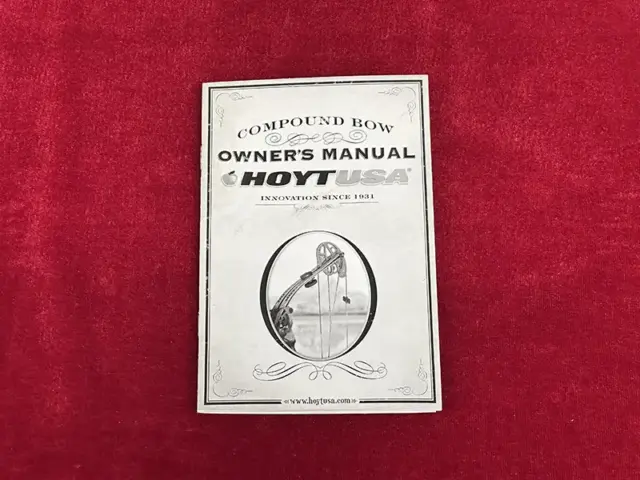 COMPOUND BOW
OWNER'S MANUAL
HOYT USA®
INNOVATION SINCE 1931
www.hoytusa.com